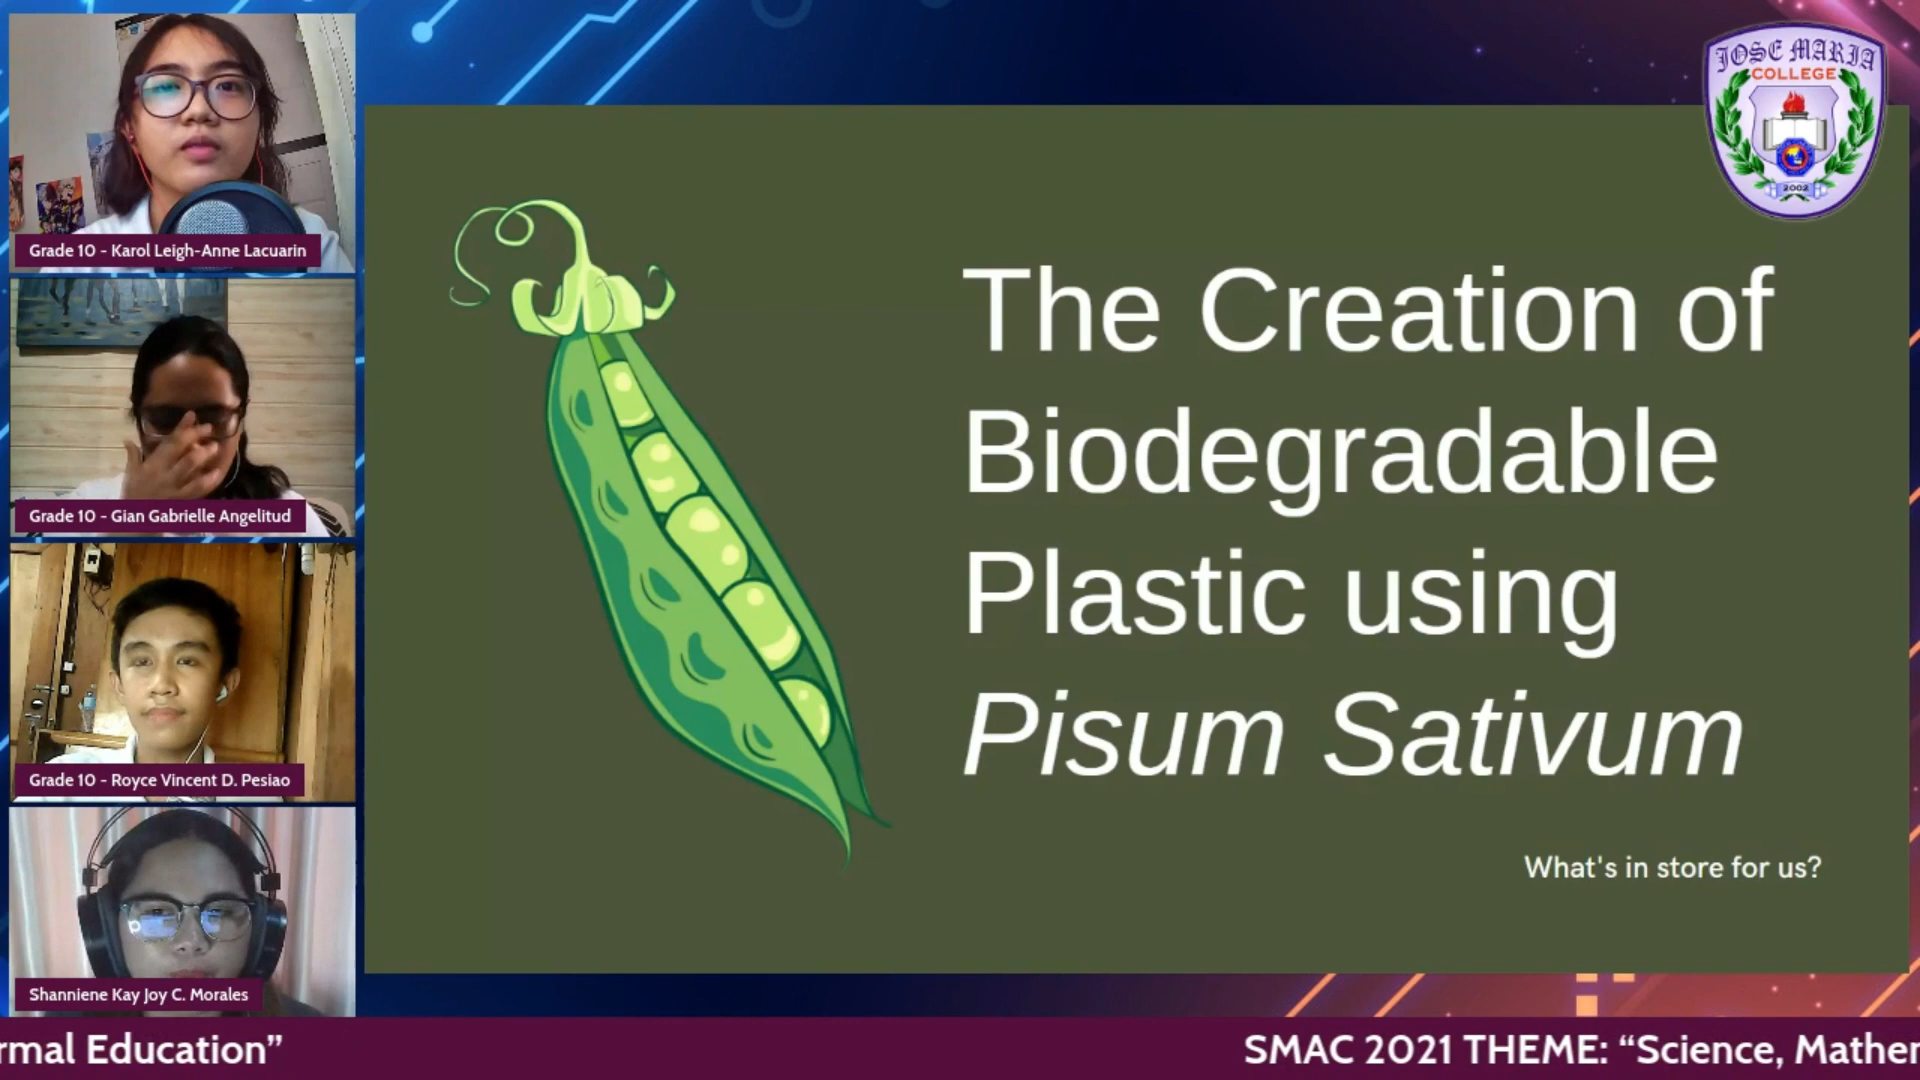 Grade 10 - Karol Leigh-Anne Lacuarin
Grade 10 - Gian Gabrielle Angelitud
Grade 10 - Royce Vincent D. Pesiao
Shanniene Kay Joy C. Morales
JOSE MARIA
COLLEGE
2002
The Creation of
Biodegradable
Plastic using
Pisum Sativum
What's in store for us?
rmal Education” SMAC 2021 THEME: “Science, Mather